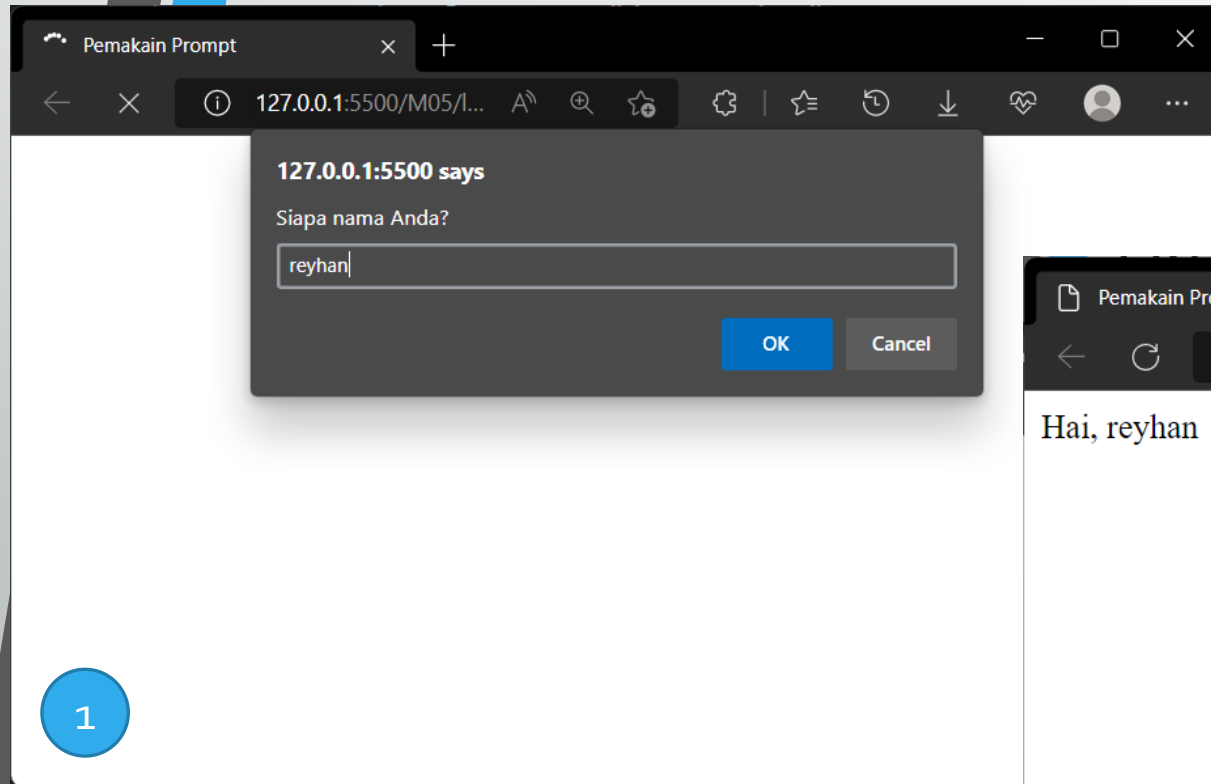 Pemakain Prompt
127.0.0.1:5500/M05/l...
127.0.0.1:5500 says
Siapa nama Anda?
reyhan
OK
Cancel
Pemakain Pr
Hai, reyhan
1